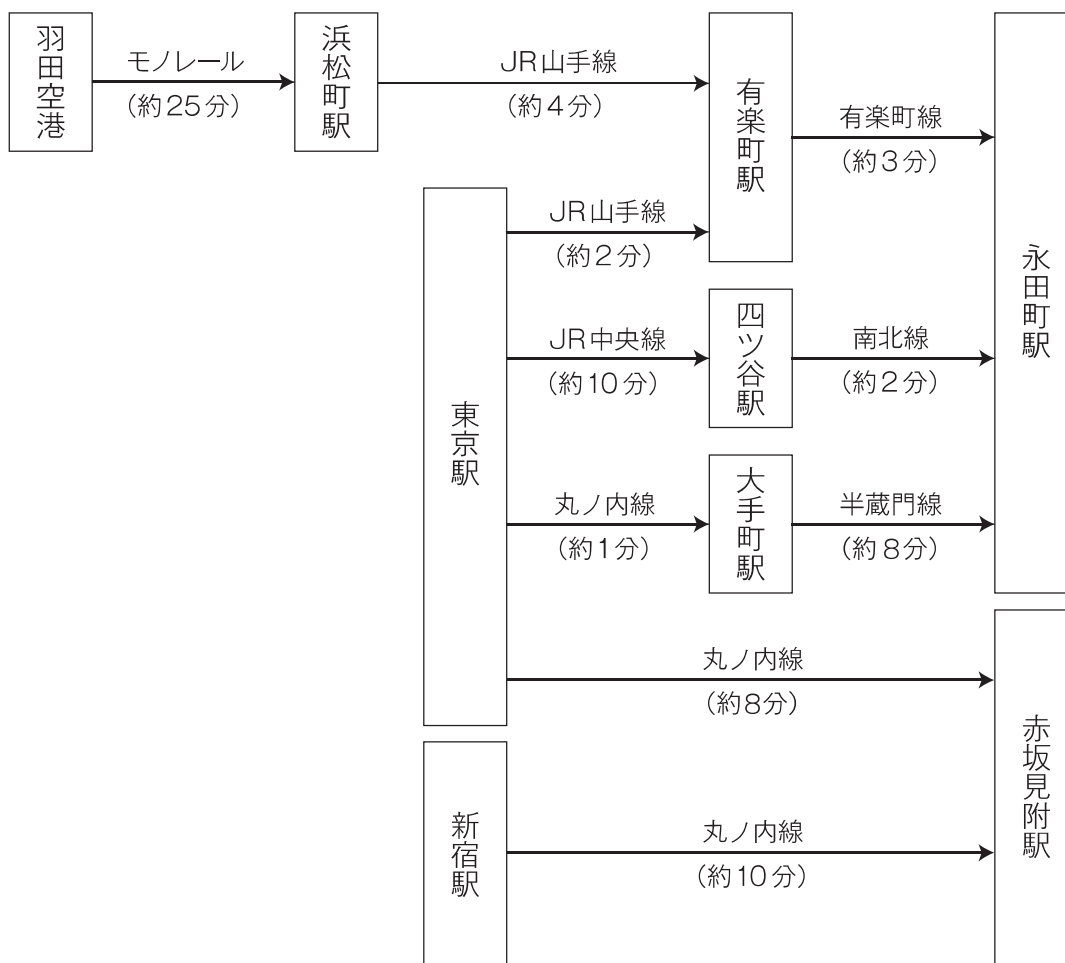 羽田空港
モノレール
(約25分)
浜松町駅
JR山手線
(約4分)
有楽町駅
有楽町線
(約3分)
永田町駅
東京駅
JR山手線
(約2分)
JR中央線
(約10分)
四ツ谷駅
南北線
(約2分)
丸ノ内線
(約1分)
大手町駅
半蔵門線
(約8分)
丸ノ内線
(約8分)
赤坂見附駅
新宿駅
丸ノ内線
(約10分)